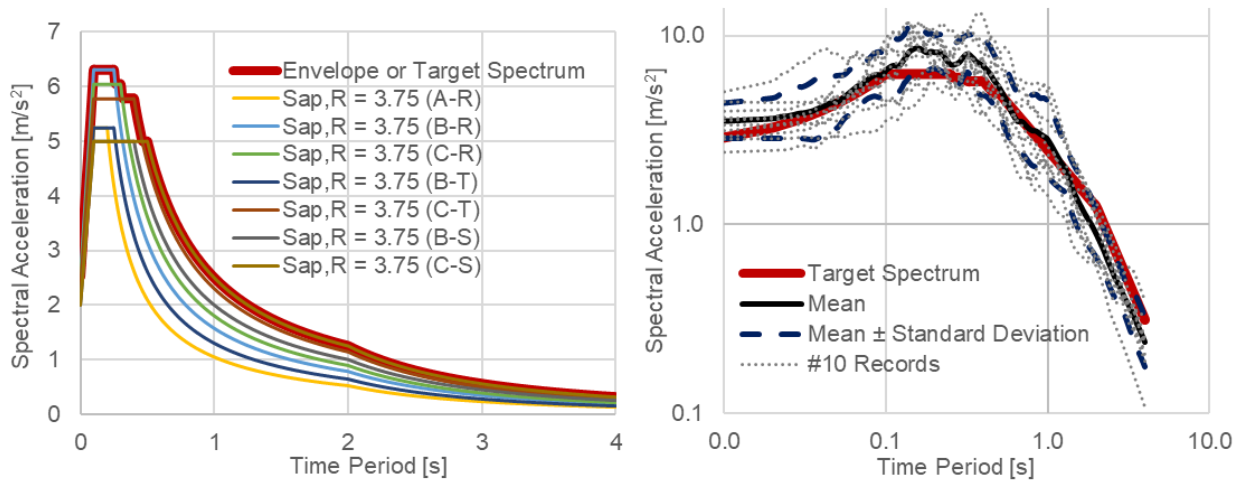 7
6
5
4
3
2
1
0
Spectral Acceleration [m/s²]
Envelope or Target Spectrum
Sap,R = 3.75 (A-R)
Sap,R = 3.75 (B-R)
Sap,R = 3.75 (C-R)
Sap,R = 3.75 (B-T)
Sap,R = 3.75 (C-T)
Sap,R = 3.75 (B-S)
Sap,R = 3.75 (C-S)
0 1 2 3 4
Time Period [s]
10.0
1.0
0.1
Spectral Acceleration [m/s²]
Target Spectrum
Mean
Mean ± Standard Deviation
#10 Records
0.0 0.1 1.0 10.0
Time Period [s]